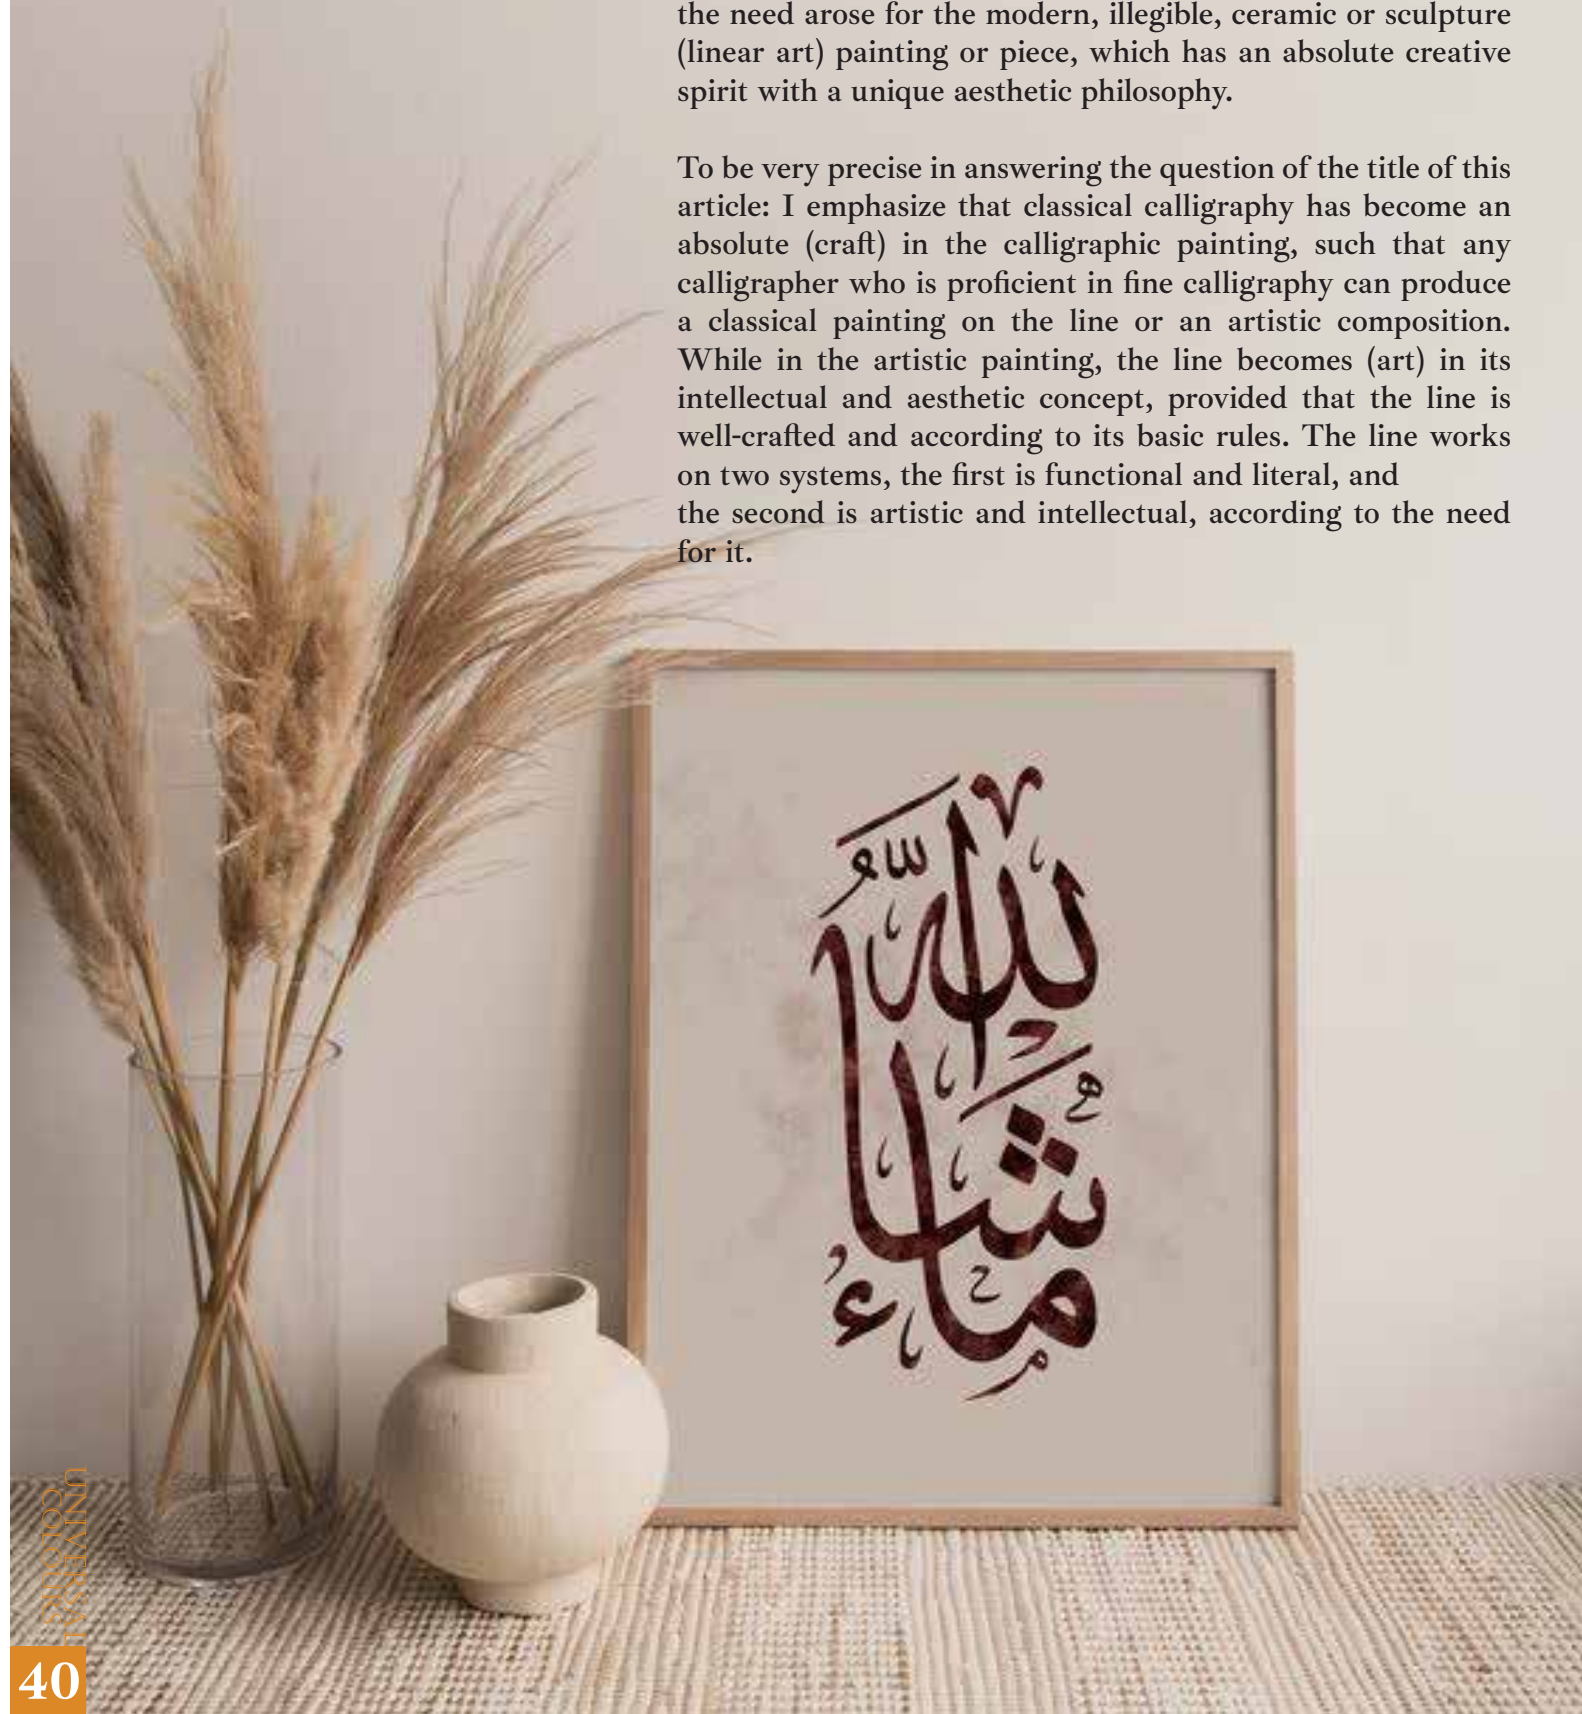 the need arose for the modern, illegible, ceramic or sculpture
(linear art) painting or piece, which has an absolute creative
spirit with a unique aesthetic philosophy.
To be very precise in answering the question of the title of this
article: I emphasize that classical calligraphy has become an
absolute (craft) in the calligraphic painting, such that any
calligrapher who is proficient in fine calligraphy can produce
a classical painting on the line or an artistic composition.
While in the artistic painting, the line becomes (art) in its
intellectual and aesthetic concept, provided that the line is
well-crafted and according to its basic rules. The line works
on two systems, the first is functional and literal, and
the second is artistic and intellectual, according to the need
for it.
ما شاء الله
UNIVERSAL
COLOURS
40